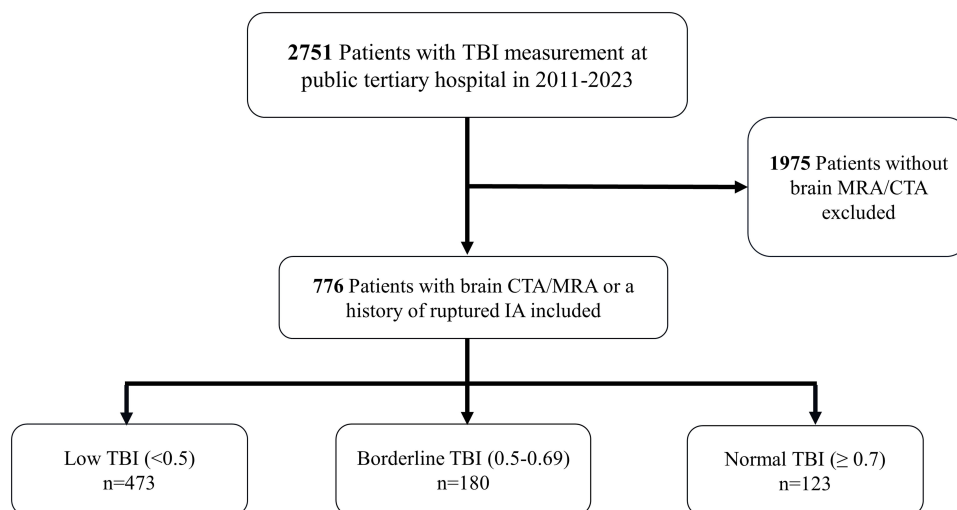 2751 Patients with TBI measurement at
public tertiary hospital in 2011-2023
1975 Patients without
brain MRA/CTA
excluded
776 Patients with brain CTA/MRA or a
history of ruptured IA included
Low TBI (<0.5)
n=473
Borderline TBI (0.5-0.69)
n=180
Normal TBI (≥ 0.7)
n=123